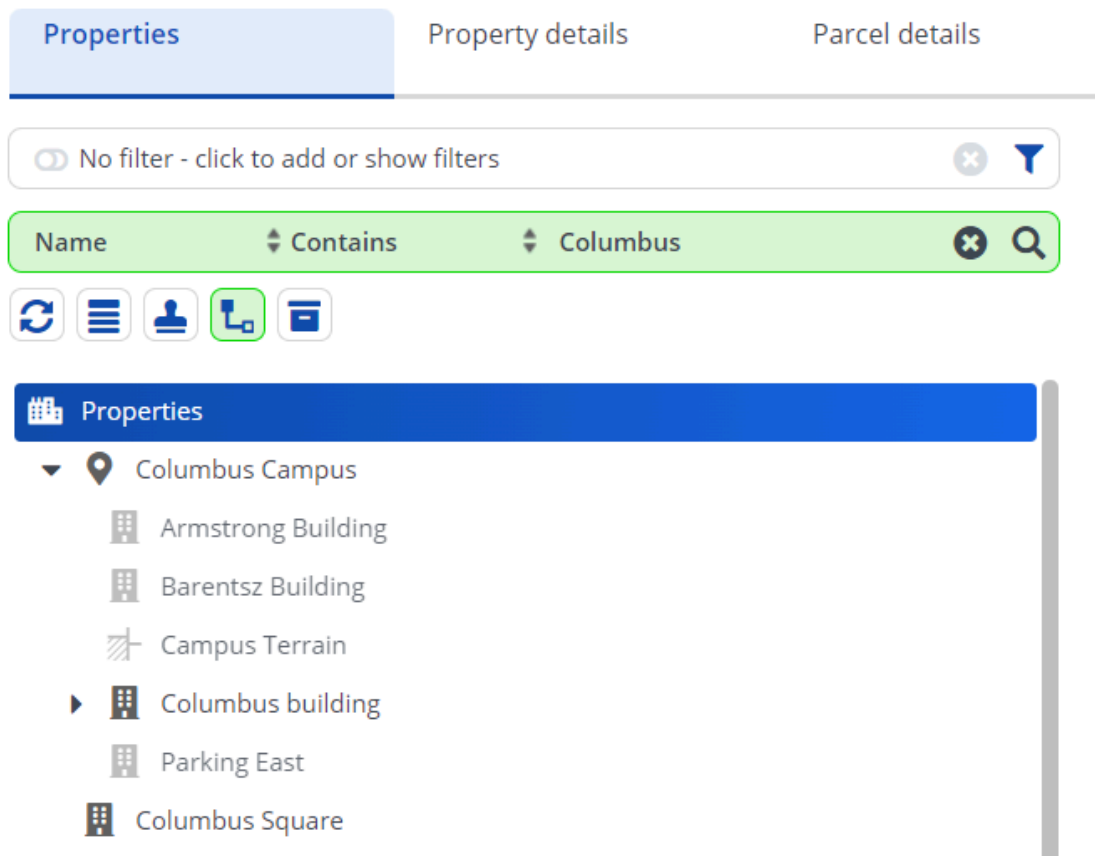 Properties Property details Parcel details
No filter - click to add or show filters
Name Contains Columbus
Properties
Columbus Campus
Armstrong Building
Barentsz Building
Campus Terrain
Columbus building
Parking East
Columbus Square